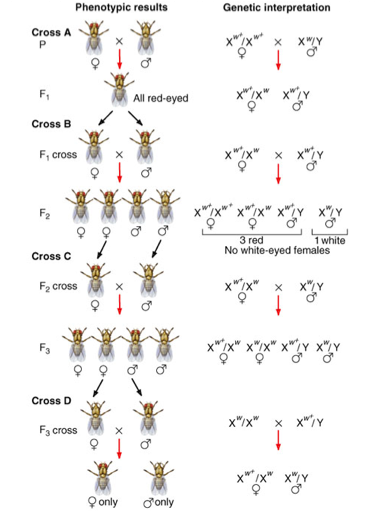 Phenotypic results Genetic interpretation
Cross A
P ♀ × ♂ X^w+/X^w+ ♀ × X^w/Y ♂
F₁ All red-eyed X^w+/X^w ♀ X^w+/Y ♂
Cross B
F₁ cross ♀ × ♂ X^w+/X^w ♀ × X^w+/Y ♂
F₂ ♀ ♀ ♂ ♂ X^w+/X^w+ X^w+/X^w ♀ X^w+/Y ♂ X^w/Y ♂
3 red 1 white
No white-eyed females
Cross C
F₂ cross ♀ × ♂ X^w+/X^w ♀ × X^w/Y ♂
F₃ ♀ ♀ ♂ ♂ X^w+/X^w ♀ X^w/X^w ♀ X^w+/Y ♂ X^w/Y ♂
Cross D
F₃ cross ♀ × ♂ X^w/X^w × X^w+/Y
X^w+/X^w ♀ X^w/Y ♂
♀ only ♂ only